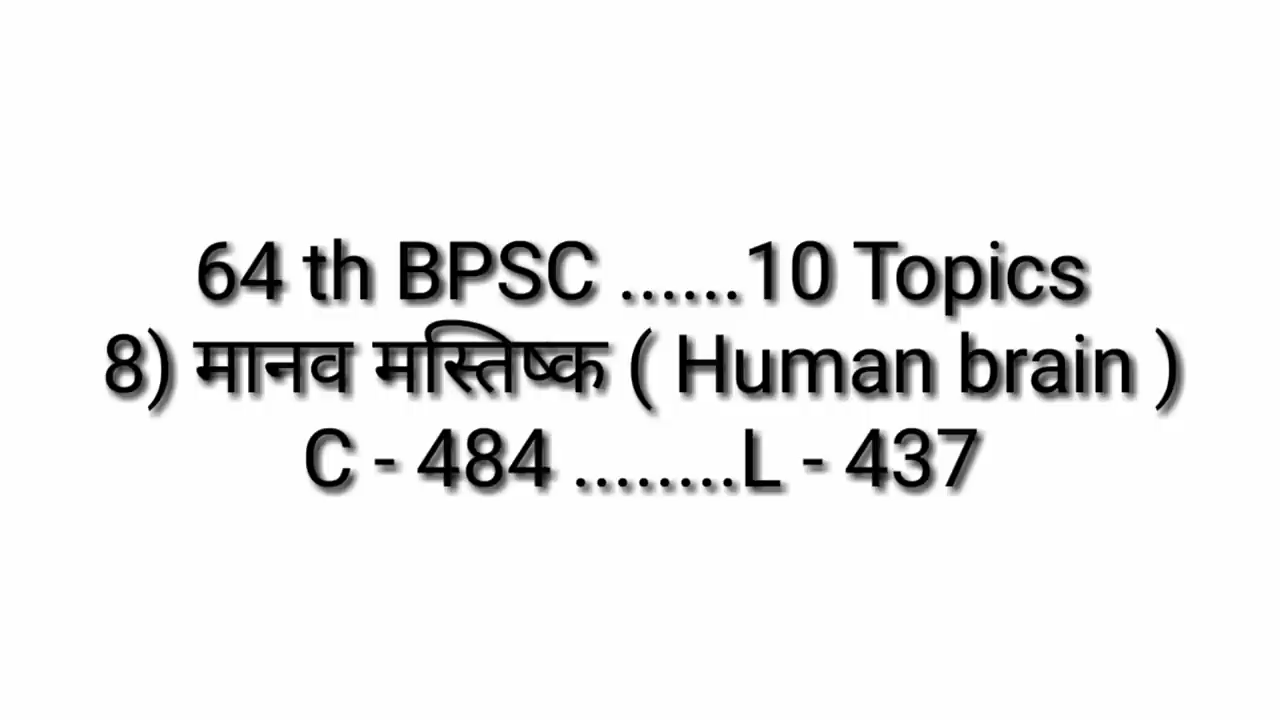 64 th BPSC ......10 Topics
8) मानव मस्तिष्क ( Human brain )
C - 484 ........L - 437